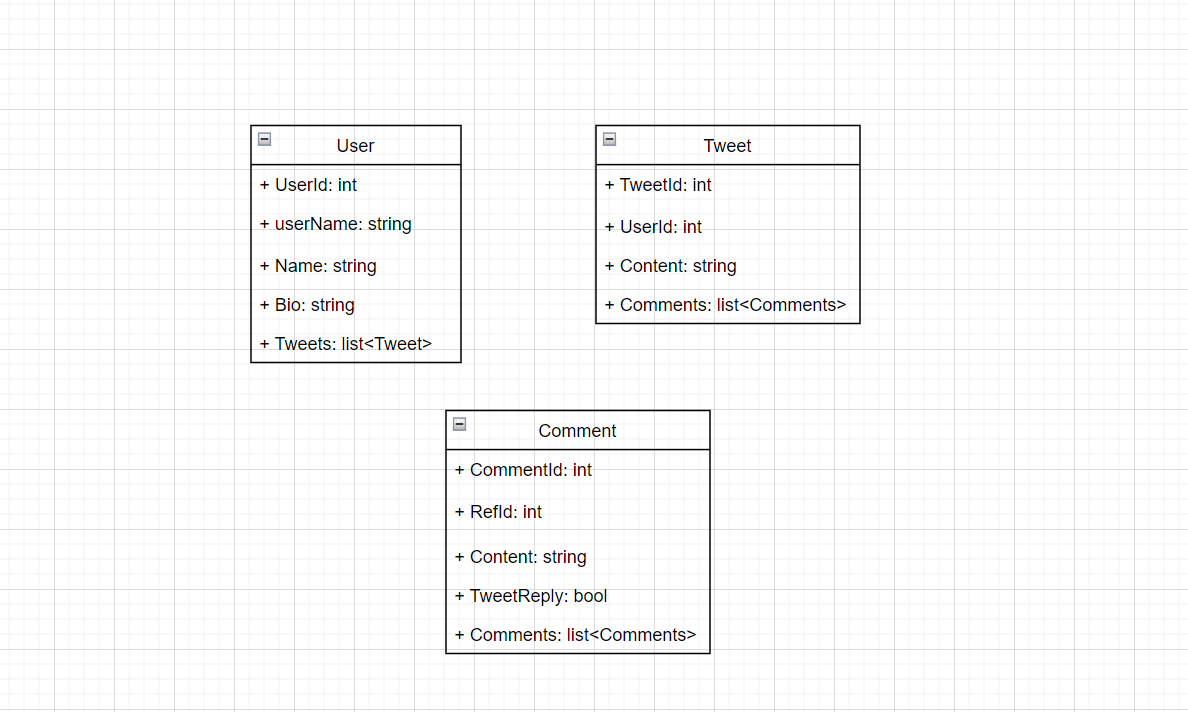 User
+ UserId: int
+ userName: string
+ Name: string
+ Bio: string
+ Tweets: list<Tweet>
Tweet
+ TweetId: int
+ UserId: int
+ Content: string
+ Comments: list<Comments>
Comment
+ CommentId: int
+ RefId: int
+ Content: string
+ TweetReply: bool
+ Comments: list<Comments>